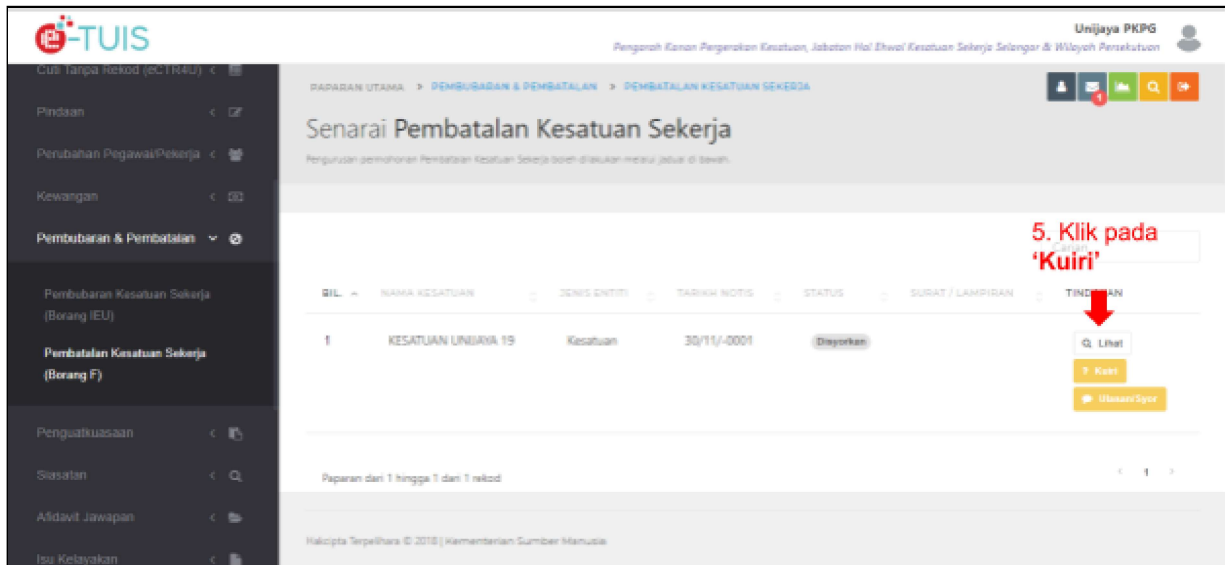 e-TUIS
Unijaya PKPG
Pengarah Kanan Pergerakan Kesatuan, Jabatan Hal Ehwal Kesatuan Sekerja Selangor & Wilayah Persekutuan
Cuti Tanpa Rekod (eCTR4U)
Pindaan
Perubahan Pegawai/Pekerja
Kewangan
Pembubaran & Pembatalan
Pembubaran Kesatuan Sekerja
(Borang IEU)
Pembatalan Kesatuan Sekerja
(Borang F)
Penguatkuasaan
Siasatan
Afidavit Jawapan
Isu Kelayakan
PAPARAN UTAMA > PEMBUBARAN & PEMBATALAN > PEMBATALAN KESATUAN SEKERJA
1
Senarai Pembatalan Kesatuan Sekerja
Pengurusan permohonan Pembatalan Kesatuan Sekerja boleh dilakukan melalui jadual di bawah.
5. Klik pada
'Kuiri'
Carian
BIL. NAMA KESATUAN JENIS ENTITI TARIKH NOTIS STATUS SURAT / LAMPIRAN TINDAKAN
1 KESATUAN UNIJAYA 19 Kesatuan 30/11/-0001 Disyorkan Lihat
? Kuiri
Ulasan/Syor
Paparan dari 1 hingga 1 dari 1 rekod
< 1 >
Hakcipta Terpelihara © 2018 | Kementerian Sumber Manusia